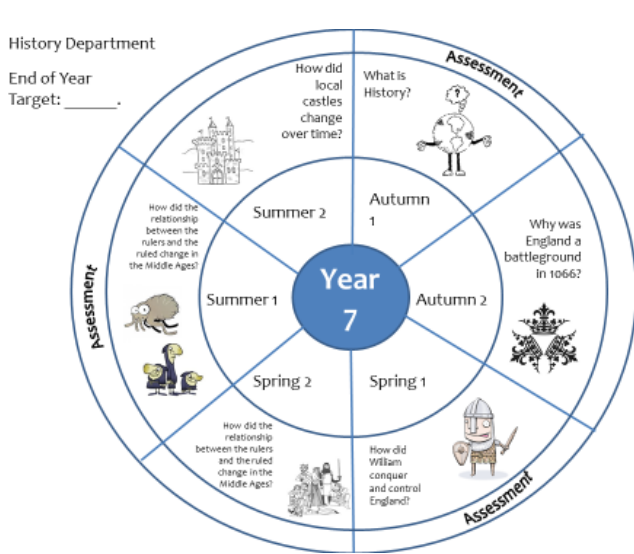 History Department
End of Year
Target: ______.
Assessment
How did
local
castles
change
over time?
What is
History?
?
Summer 2
Autumn
1
How did the
relationship
between the
rulers and the
ruled change in
the Middle Ages?
Why was
England a
battleground
in 1066?
Assessment
Summer 1
Year
7
Autumn 2
Spring 2
Spring 1
How did the
relationship
between the rulers
and the ruled
change in the
Middle Ages?
How did
William
conquer
and control
England?
Assessment